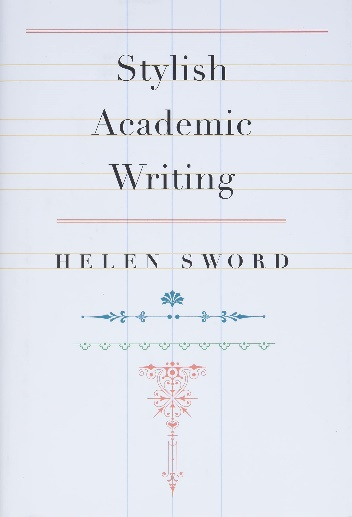 Stylish
Academic
Writing
HELEN SWORD